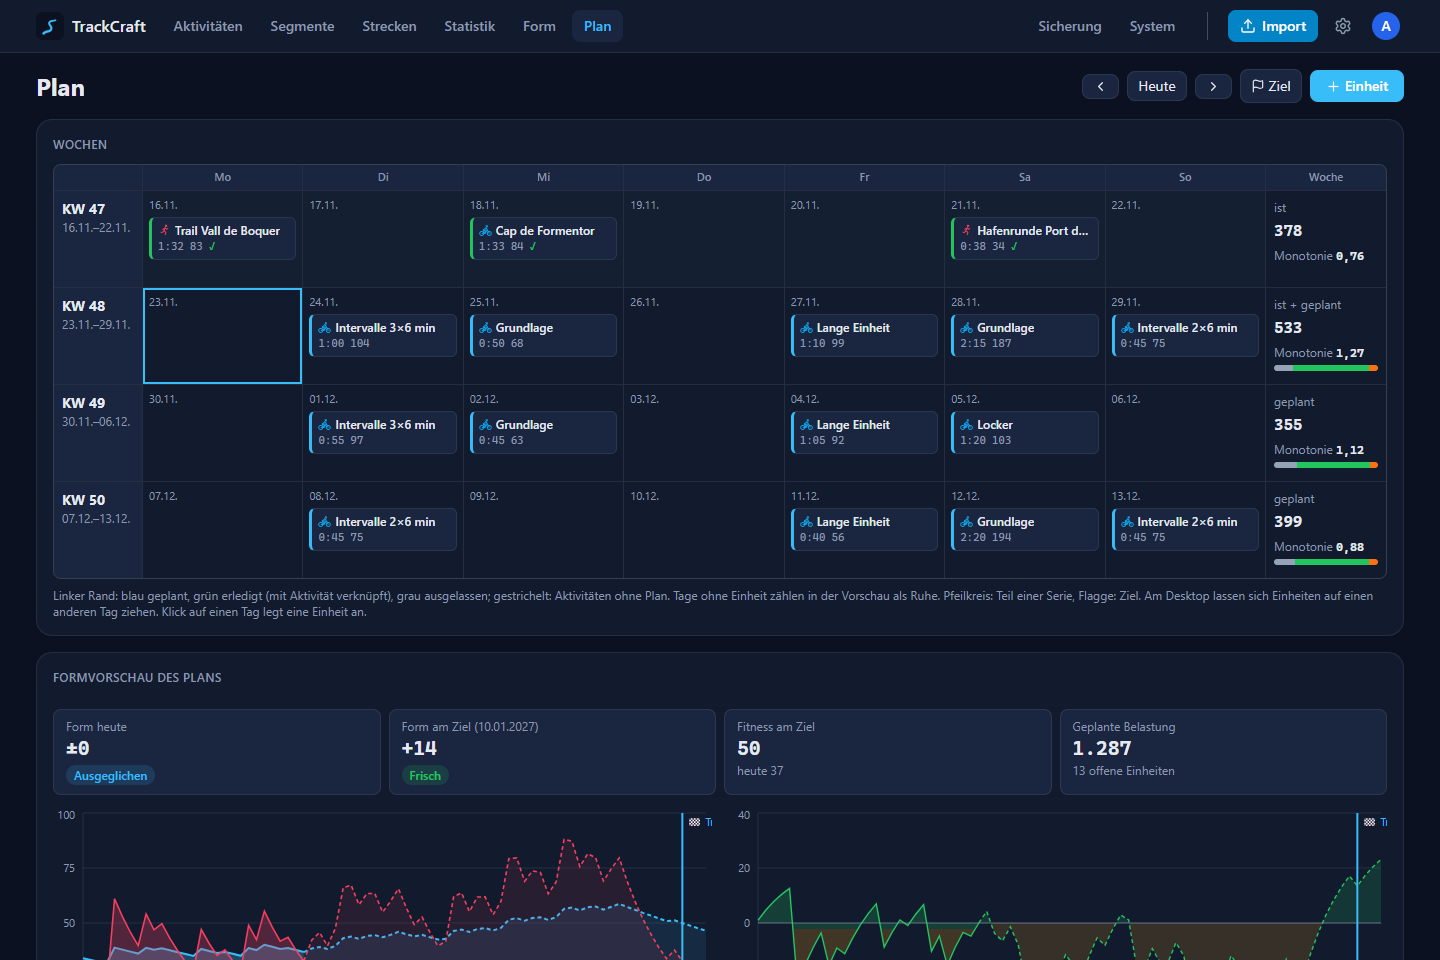 TrackCraft Aktivitäten Segmente Strecken Statistik Form Plan Sicherung System Import A
Plan
Heute Ziel + Einheit
WOCHEN
Mo Di Mi Do Fr Sa So Woche
KW 47
16.11.–22.11.
16.11.
Trail Vall de Boquer
1:32 83 ✓
17.11.
18.11.
Cap de Formentor
1:33 84 ✓
19.11.
20.11.
21.11.
Hafenrunde Port d...
0:38 34 ✓
22.11.
ist
378
Monotonie 0,76
KW 48
23.11.–29.11.
23.11.
24.11.
Intervalle 3×6 min
1:00 104
25.11.
Grundlage
0:50 68
26.11.
27.11.
Lange Einheit
1:10 99
28.11.
Grundlage
2:15 187
29.11.
Intervalle 2×6 min
0:45 75
ist + geplant
533
Monotonie 1,27
KW 49
30.11.–06.12.
30.11.
01.12.
Intervalle 3×6 min
0:55 97
02.12.
Grundlage
0:45 63
03.12.
04.12.
Lange Einheit
1:05 92
05.12.
Locker
1:20 103
06.12.
geplant
355
Monotonie 1,12
KW 50
07.12.–13.12.
07.12.
08.12.
Intervalle 2×6 min
0:45 75
09.12.
10.12.
11.12.
Lange Einheit
0:40 56
12.12.
Grundlage
2:20 194
13.12.
Intervalle 2×6 min
0:45 75
geplant
399
Monotonie 0,88
Linker Rand: blau geplant, grün erledigt (mit Aktivität verknüpft), grau ausgelassen; gestrichelt: Aktivitäten ohne Plan. Tage ohne Einheit zählen in der Vorschau als Ruhe. Pfeilkreis: Teil einer Serie, Flagge: Ziel. Am Desktop lassen sich Einheiten auf einen
anderen Tag ziehen. Klick auf einen Tag legt eine Einheit an.
FORMVORSCHAU DES PLANS
Form heute
±0
Ausgeglichen
Form am Ziel (10.01.2027)
+14
Frisch
Fitness am Ziel
50
heute 37
Geplante Belastung
1.287
13 offene Einheiten
100
75
50
40
20
0